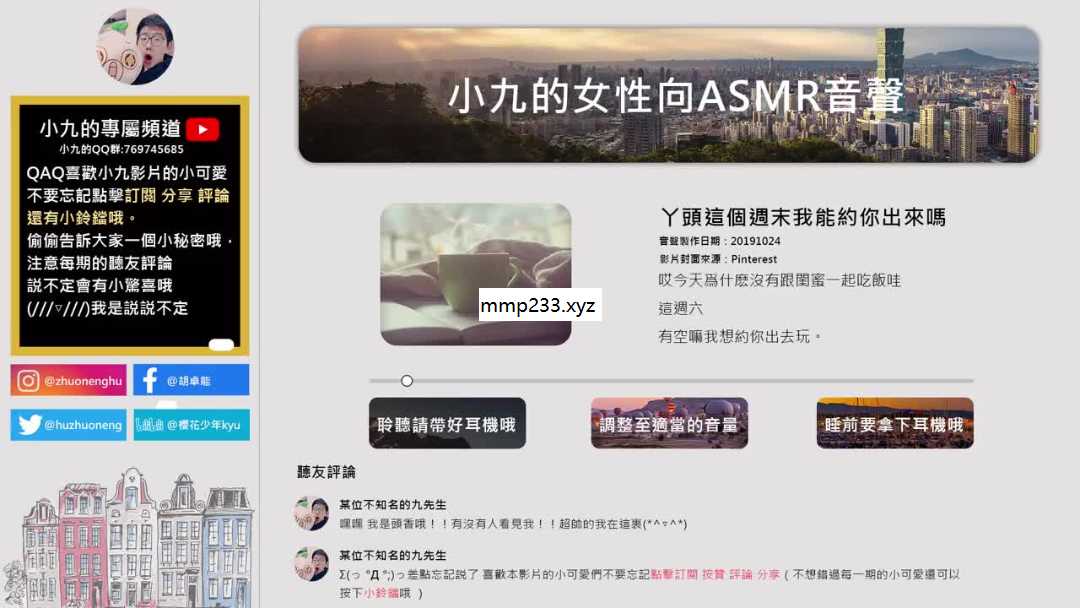 小九的專屬頻道
小九的QQ群:769745685
QAQ喜歡小九影片的小可愛
不要忘記點擊訂閱 分享 評論
還有小鈴鐺哦。
偷偷告訴大家一個小秘密哦，
注意每期的聽友評論
説不定會有小驚喜哦
(///▿///)我是説説不定
@zhuonenghu
@胡卓能
@huzhuoneng
@櫻花少年kyu
小九的女性向ASMR音聲
丫頭這個週末我能約你出來嗎
音聲製作日期：20191024
影片封面來源：Pinterest
哎今天爲什麽沒有跟閨蜜一起吃飯哇
這週六
有空嘛我想約你出去玩。
mmp233.xyz
聆聽請帶好耳機哦
調整至適當的音量
睡前要拿下耳機哦
聽友評論
某位不知名的九先生
嘿嘿 我是頭香哦！！有沒有人看見我！！超帥的我在這裏(*^▿^*)
某位不知名的九先生
Σ(っ °Д °;)っ差點忘記説了 喜歡本影片的小可愛們不要忘記點擊訂閱 按贊 評論 分享（不想錯過每一期的小可愛還可以
按下小鈴鐺哦 ）